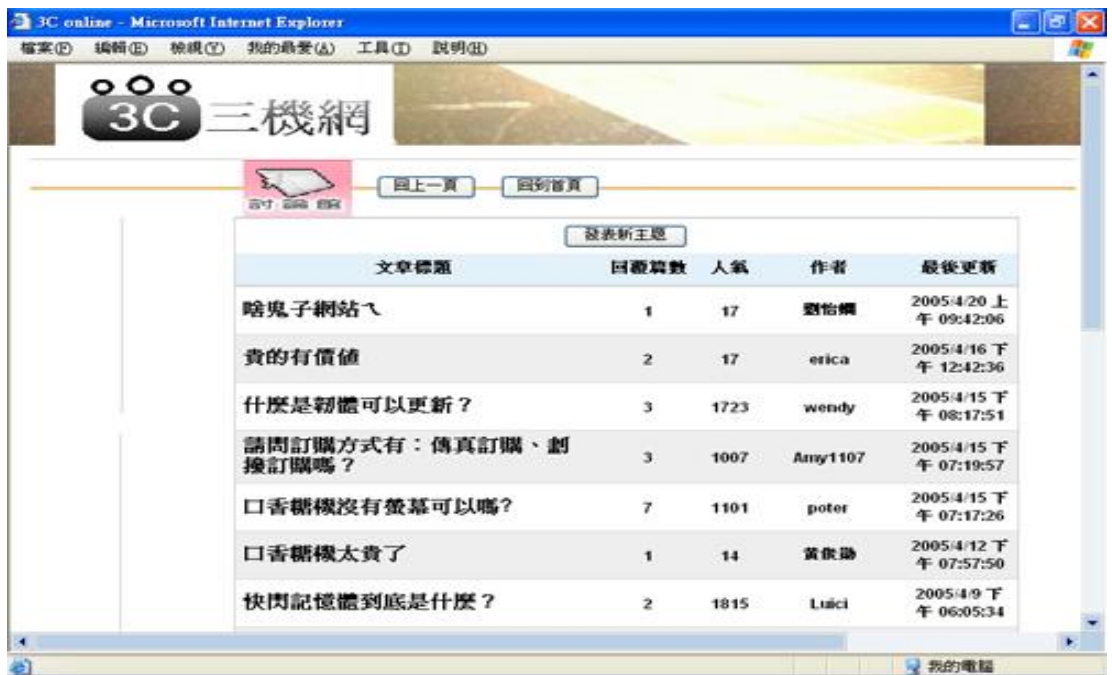 3C online - Microsoft Internet Explorer
檔案(F) 編輯(E) 檢視(V) 我的最愛(A) 工具(T) 說明(H)
3C 三機網
討論館 回上一頁 回到首頁
發表新主題
文章標題 回覆篇數 人氣 作者 最後更新
啥鬼子網站ㄟ 1 17 劉怡嫻 2005/4/20 上
午 09:42:06
貴的有價值 2 17 erica 2005/4/16 下
午 12:42:36
什麼是韌體可以更新？ 3 1723 wendy 2005/4/15 下
午 08:17:51
請問訂購方式有：傳真訂購、劃
撥訂購嗎？ 3 1007 Amy1107 2005/4/15 下
午 07:19:57
口香糖機沒有螢幕可以嗎? 7 1101 poter 2005/4/15 下
午 07:17:26
口香糖機太貴了 1 14 黃俊勛 2005/4/12 下
午 07:57:50
快閃記憶體到底是什麼？ 2 1815 Luici 2005/4/9 下
午 06:05:34
我的電腦